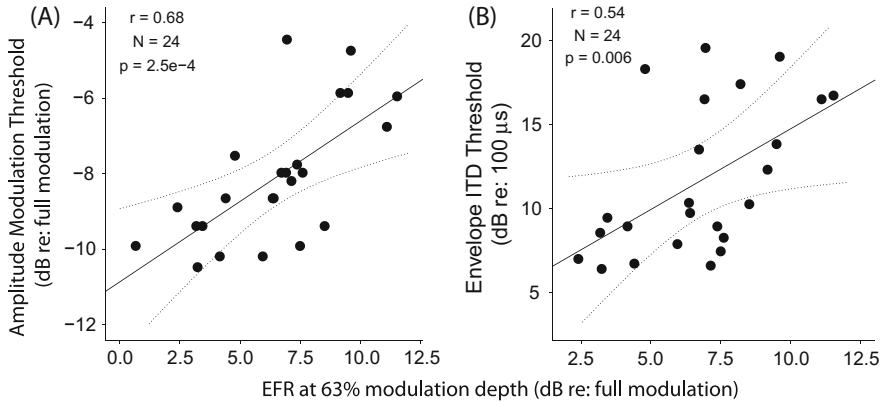 (A)
r = 0.68
N = 24
p = 2.5e−4
Amplitude Modulation Threshold
(dB re: full modulation)
−4
−6
−8
−10
−12
0.0 2.5 5.0 7.5 10.0 12.5
(B)
r = 0.54
N = 24
p = 0.006
Envelope ITD Threshold
(dB re: 100 μs)
20
15
10
5
2.5 5.0 7.5 10.0 12.5
EFR at 63% modulation depth (dB re: full modulation)